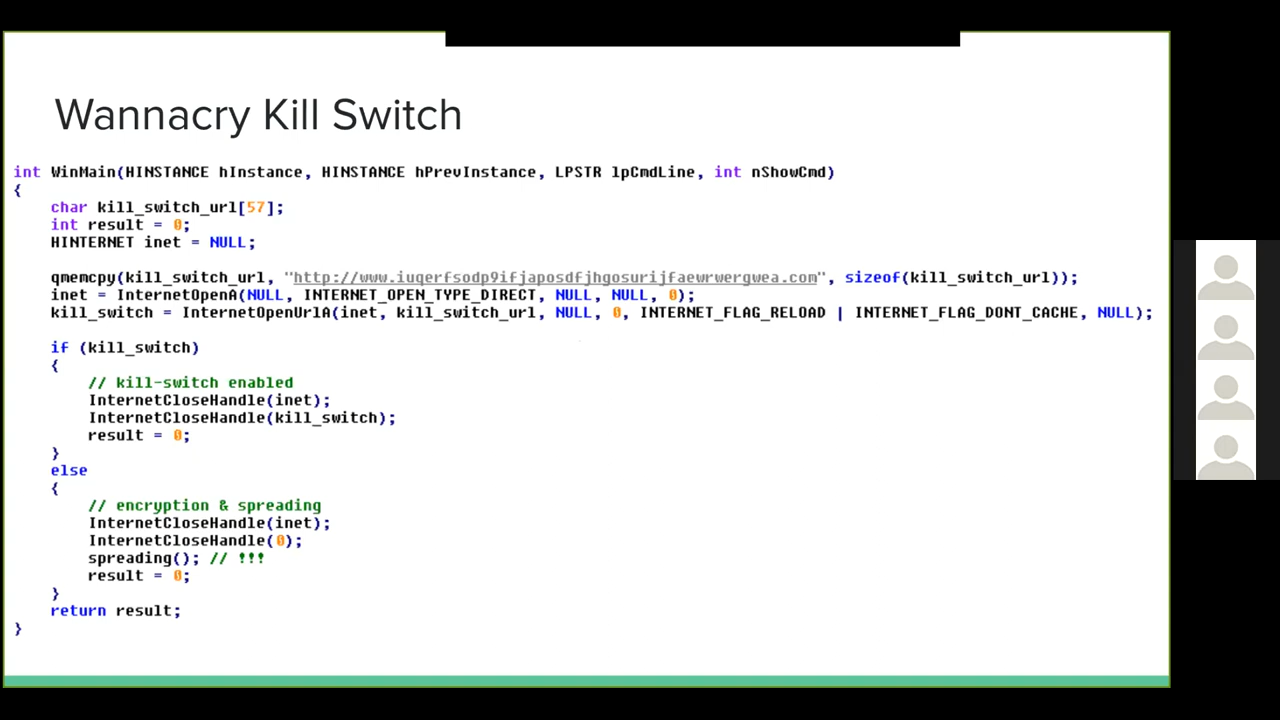 Wannacry Kill Switch
int WinMain(HINSTANCE hInstance, HINSTANCE hPrevInstance, LPSTR lpCmdLine, int nShowCmd)
{
    char kill_switch_url[57];
    int result = 0;
    HINTERNET inet = NULL;
    qmemcpy(kill_switch_url, "http://www.iuqerfsodp9ifjaposdfjhgosurijfaewrwergwea.com", sizeof(kill_switch_url));
    inet = InternetOpenA(NULL, INTERNET_OPEN_TYPE_DIRECT, NULL, NULL, 0);
    kill_switch = InternetOpenUrlA(inet, kill_switch_url, NULL, 0, INTERNET_FLAG_RELOAD | INTERNET_FLAG_DONT_CACHE, NULL);
    if (kill_switch)
    {
        // kill-switch enabled
        InternetCloseHandle(inet);
        InternetCloseHandle(kill_switch);
        result = 0;
    }
    else
    {
        // encryption & spreading
        InternetCloseHandle(inet);
        InternetCloseHandle(0);
        spreading(); // !!!
        result = 0;
    }
    return result;
}